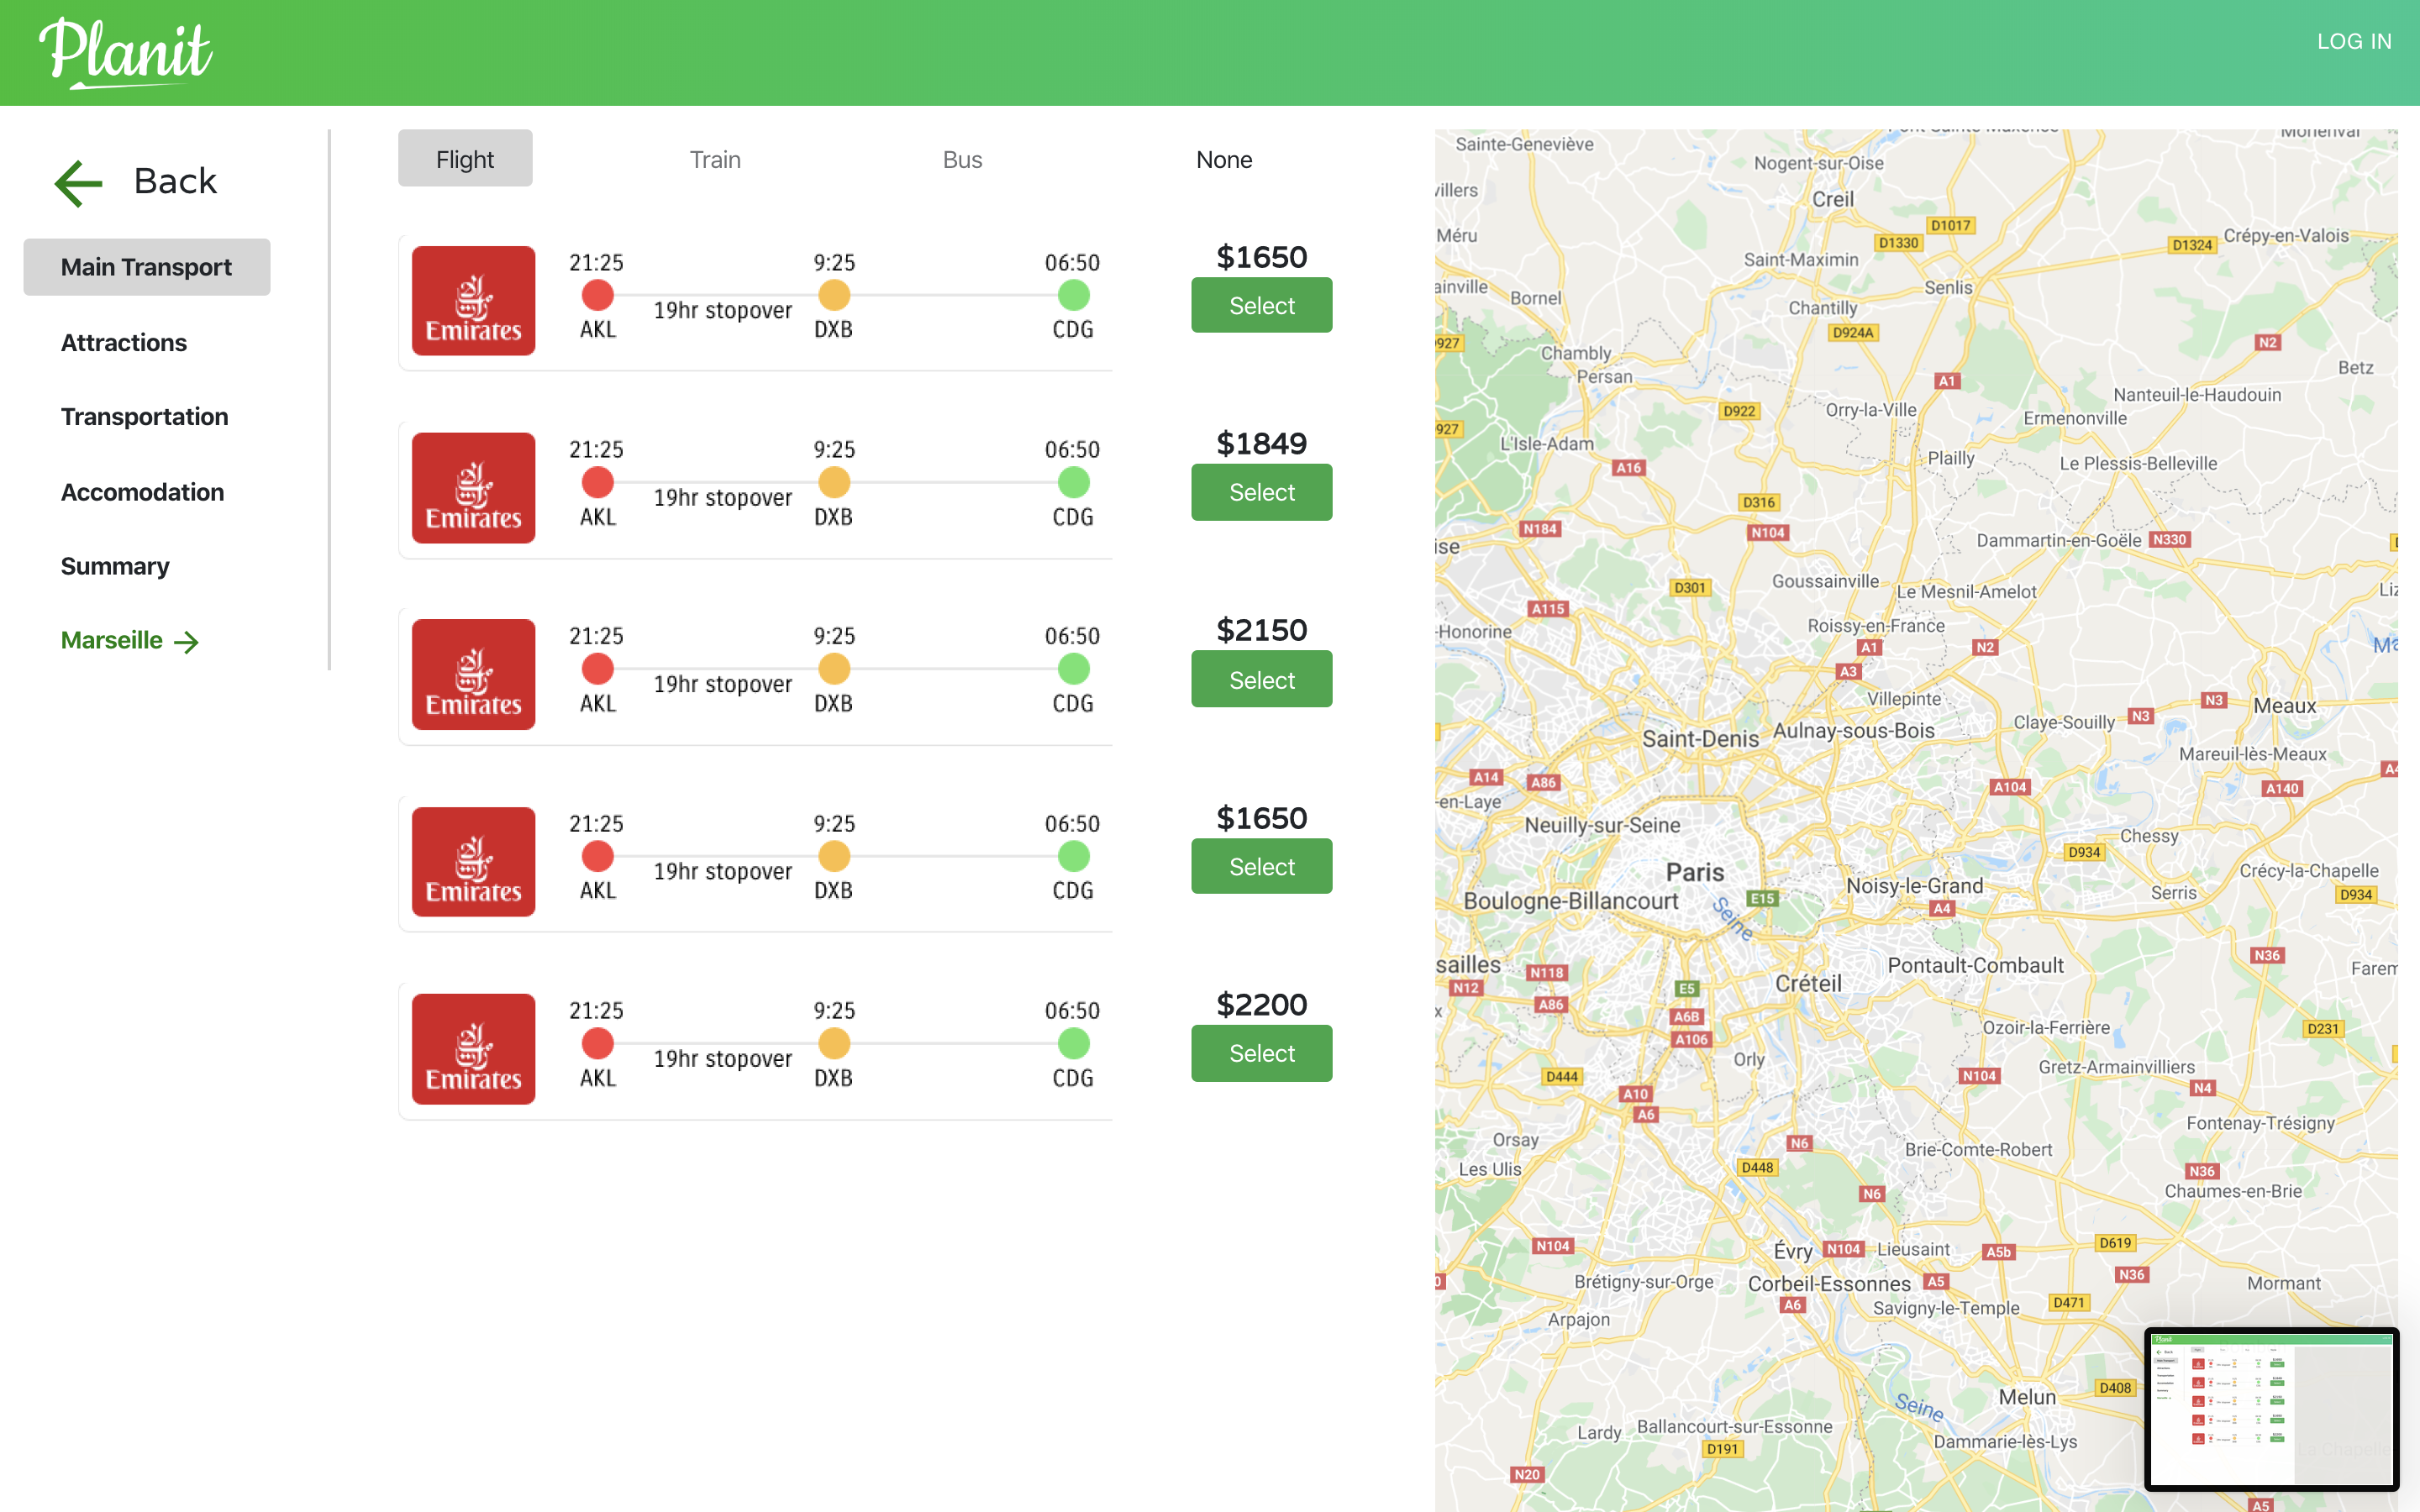 Planit
LOG IN
Back
Main Transport
Attractions
Transportation
Accomodation
Summary
Marseille
Flight
Train
Bus
None
21:25
9:25
06:50
$1650
Emirates
19hr stopover
AKL
DXB
CDG
Select
21:25
9:25
06:50
$1849
Emirates
19hr stopover
AKL
DXB
CDG
Select
21:25
9:25
06:50
$2150
Emirates
19hr stopover
AKL
DXB
CDG
Select
21:25
9:25
06:50
$1650
Emirates
19hr stopover
AKL
DXB
CDG
Select
21:25
9:25
06:50
$2200
Emirates
19hr stopover
AKL
DXB
CDG
Select
Sainte-Geneviève
Nogent-sur-Oise
Creil
Méru
D1017
D1330
D1324
Crépy-en-Valois
Saint-Maximin
Bornel
Senlis
Chantilly
D924A
N2
Chambly
Persan
Betz
A1
Nanteuil-le-Haudouin
D922
Orry-la-Ville
Ermenonville
L'Isle-Adam
Plailly
Le Plessis-Belleville
A16
D316
N184
N104
Dammartin-en-Goële
N330
Goussainville
D301
Le Mesnil-Amelot
A115
Roissy-en-France
A1
N2
A3
Villepinte
N3
N3
Meaux
Claye-Souilly
Saint-Denis
Aulnay-sous-Bois
Mareuil-lès-Meaux
A14
A86
A104
A140
Neuilly-sur-Seine
Chessy
D934
Paris
Crécy-la-Chapelle
Boulogne-Billancourt
E15
Noisy-le-Grand
Serris
D934
A4
Seine
N36
N118
Pontault-Combault
N12
Créteil
E5
A86
A6B
A106
Ozoir-la-Ferrière
D231
Orly
D444
N104
Gretz-Armainvilliers
N4
A10
A6
Fontenay-Trésigny
Orsay
N6
Brie-Comte-Robert
Les Ulis
D448
N36
N6
Chaumes-en-Brie
N104
Évry
N104
Lieusaint
A5b
D619
N36
Brétigny-sur-Orge
Corbeil-Essonnes
A5
Mormant
A6
Savigny-le-Temple
D471
Arpajon
D408
Melun
Seine
Lardy
Ballancourt-sur-Essonne
D191
Dammarie-lès-Lys
N20
A5